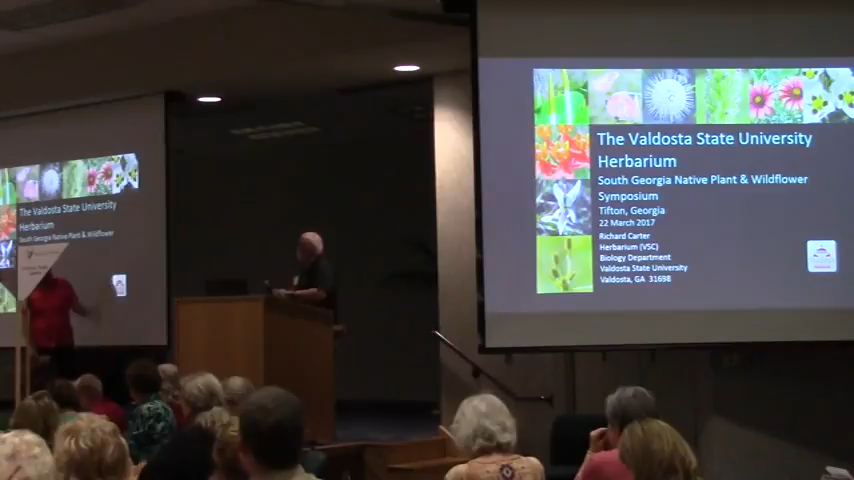 The Valdosta State University
Herbarium
South Georgia Native Plant & Wildflower
Symposium
Tifton, Georgia
22 March 2017
Richard Carter
Herbarium (VSC)
Biology Department
Valdosta State University
Valdosta, GA 31698
The Valdosta State University
Herbarium
South Georgia Native Plant & Wildflower